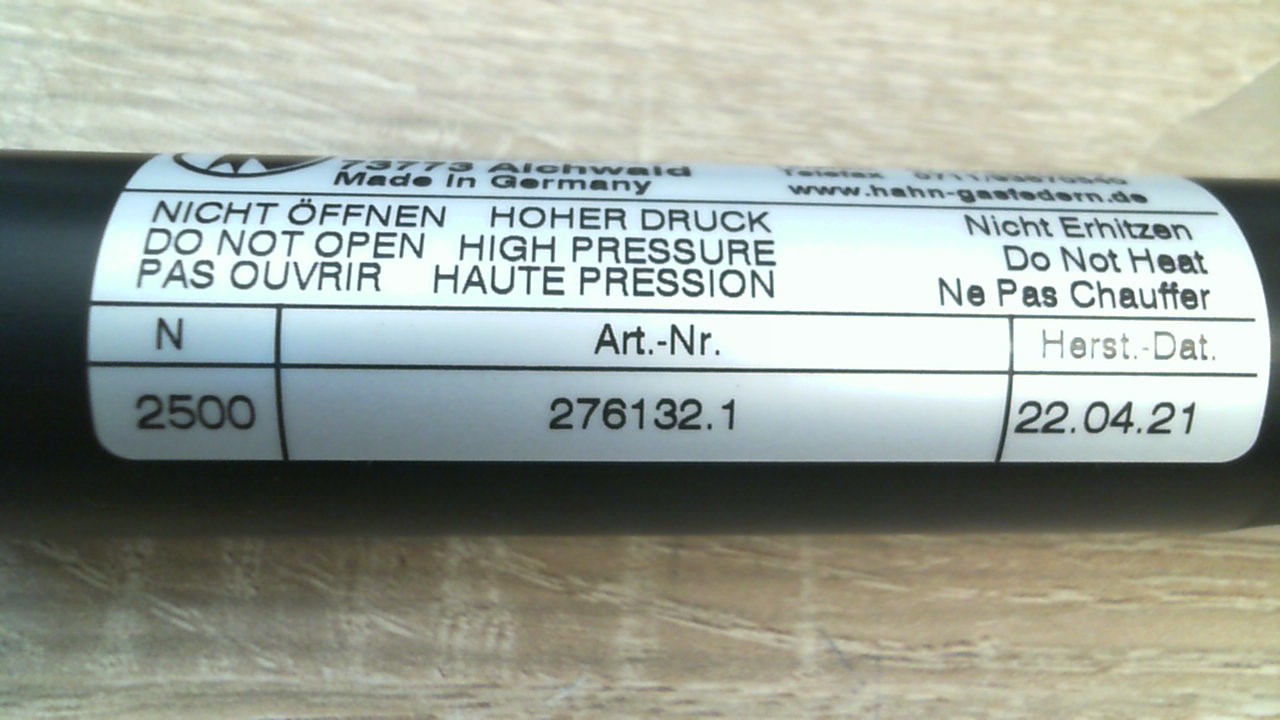 73773 Aichwald
Made in Germany
Telefax
www.hahn-gasfedern.de
NICHT ÖFFNEN HOHER DRUCK
DO NOT OPEN HIGH PRESSURE
PAS OUVRIR HAUTE PRESSION
Nicht Erhitzen
Do Not Heat
Ne Pas Chauffer
N Art.-Nr. Herst.-Dat.
2500 276132.1 22.04.21